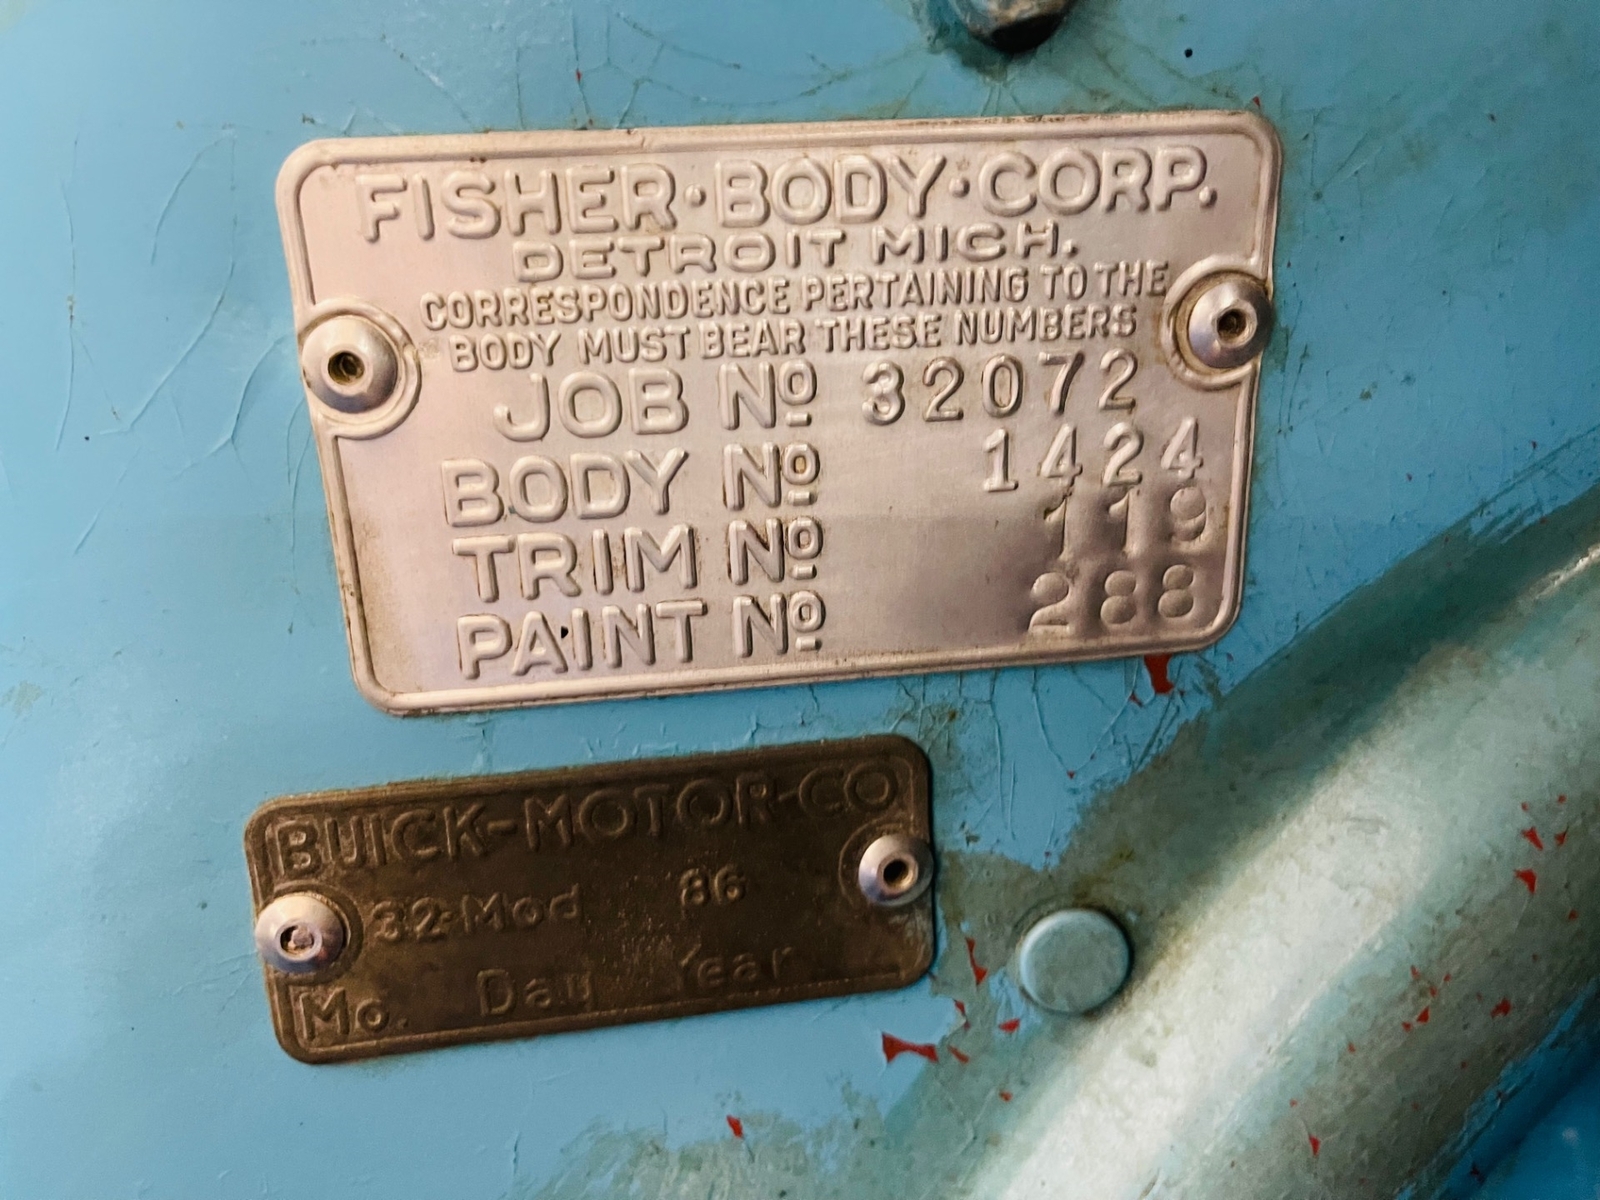 FISHER·BODY·CORP.
DETROIT MICH.
CORRESPONDENCE PERTAINING TO THE
BODY MUST BEAR THESE NUMBERS
JOB Nº 32072
BODY Nº 1424
TRIM Nº 119
PAINT Nº 288
BUICK-MOTOR-CO
32-Mod 86
Mo. Day Year